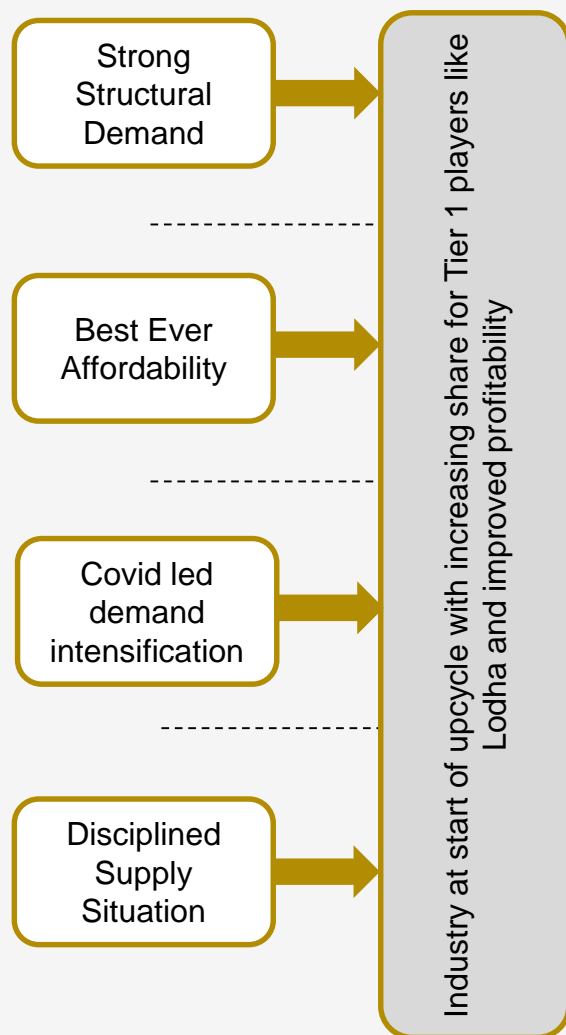 Strong
Structural
Demand
Best Ever
Affordability
Covid led
demand
intensification
Disciplined
Supply
Situation
Industry at start of upcycle with increasing share for Tier 1 players like
Lodha and improved profitability